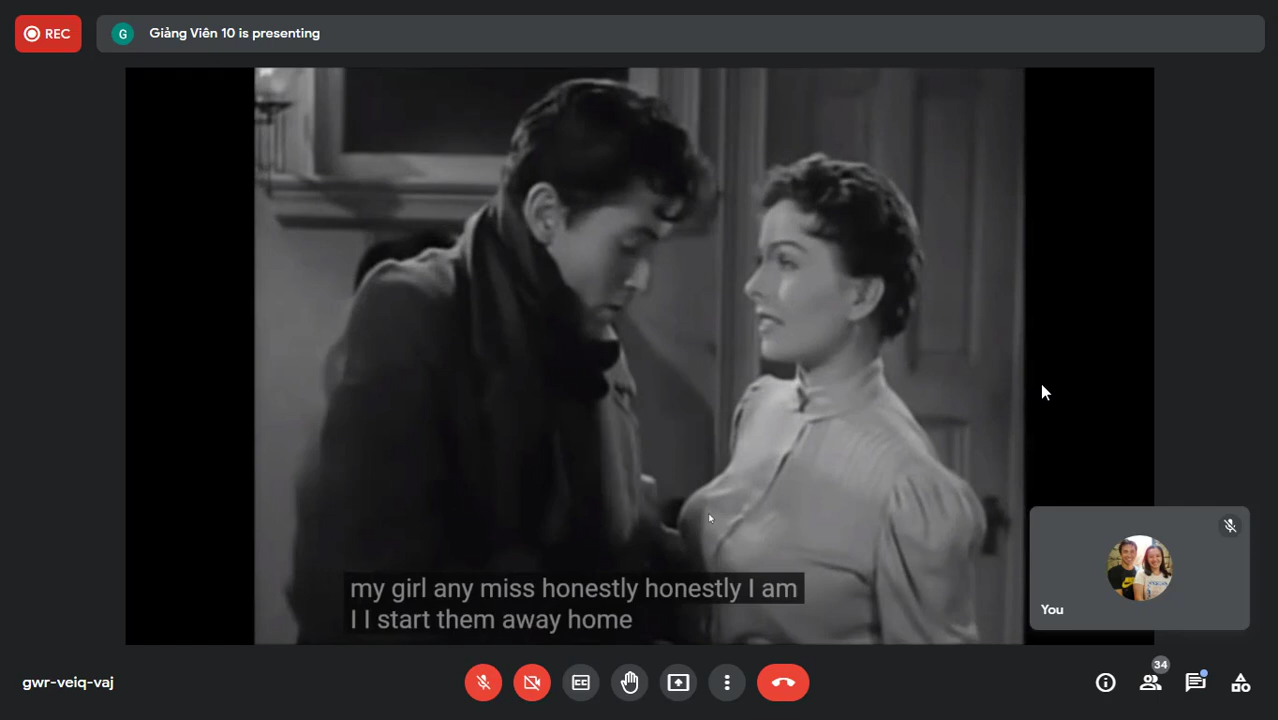 REC
G
Giảng Viên 10 is presenting
my girl any miss honestly honestly I am
I I start them away home
You
gwr-veiq-vaj
CC
34